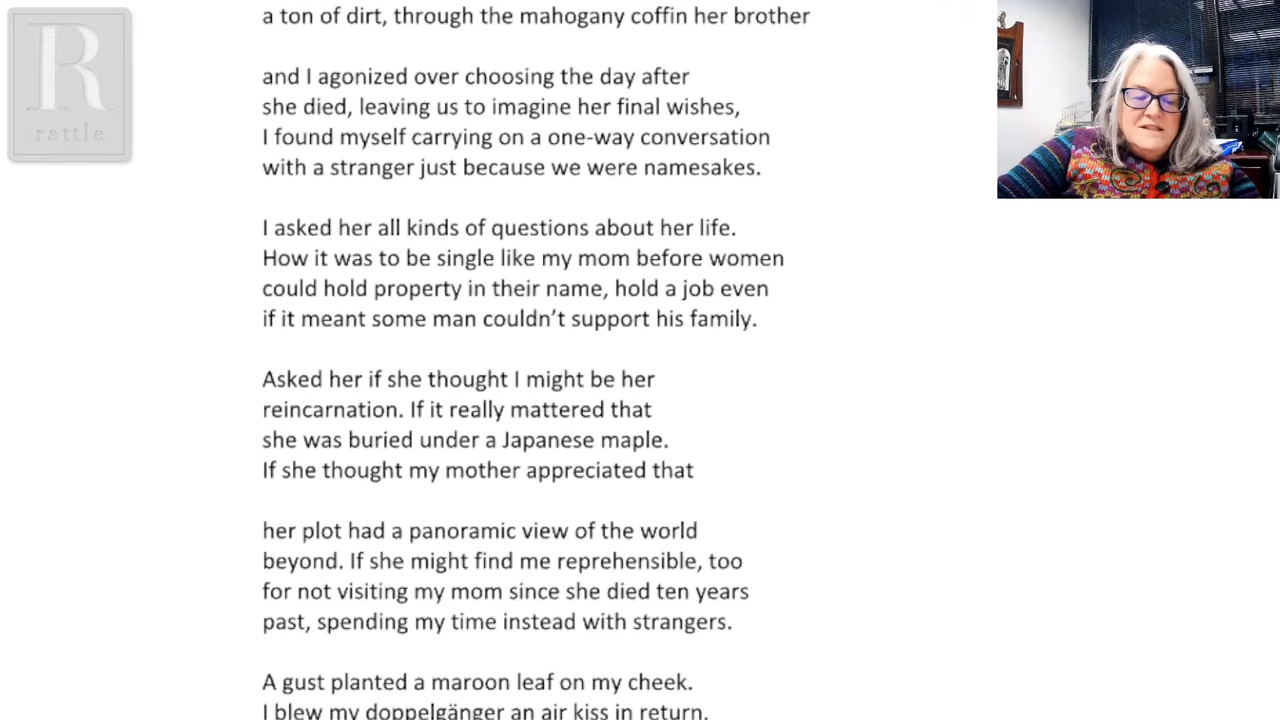 R
rattle
a ton of dirt, through the mahogany coffin her brother
and I agonized over choosing the day after
she died, leaving us to imagine her final wishes,
I found myself carrying on a one-way conversation
with a stranger just because we were namesakes.
I asked her all kinds of questions about her life.
How it was to be single like my mom before women
could hold property in their name, hold a job even
if it meant some man couldn’t support his family.
Asked her if she thought I might be her
reincarnation. If it really mattered that
she was buried under a Japanese maple.
If she thought my mother appreciated that
her plot had a panoramic view of the world
beyond. If she might find me reprehensible, too
for not visiting my mom since she died ten years
past, spending my time instead with strangers.
A gust planted a maroon leaf on my cheek.
I blew my doppelgänger an air kiss in return,